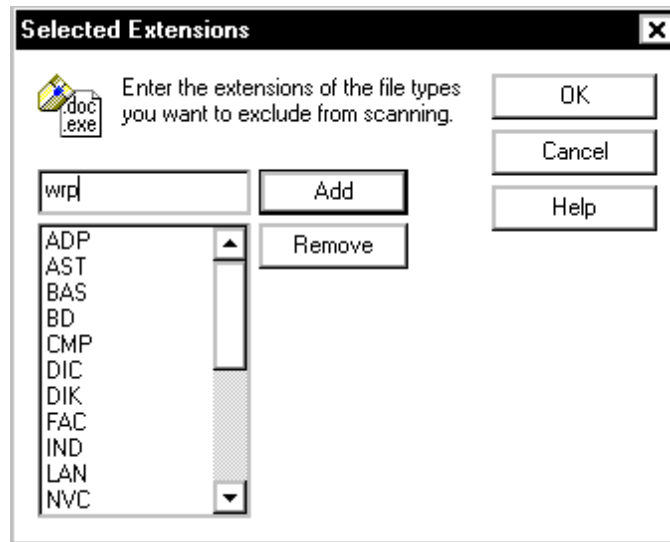 Selected Extensions
.doc
.exe
Enter the extensions of the file types
you want to exclude from scanning.
OK
Cancel
Help
wrp
Add
Remove
ADP
AST
BAS
BD
CMP
DIC
DIK
FAC
IND
LAN
NVC